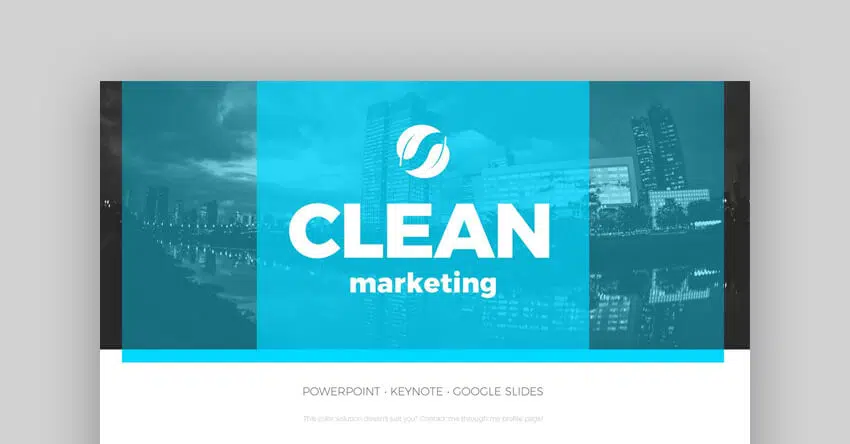 CLEAN
marketing
POWERPOINT • KEYNOTE • GOOGLE SLIDES
This color solution doesn't suit you? Contact me through my profile page!